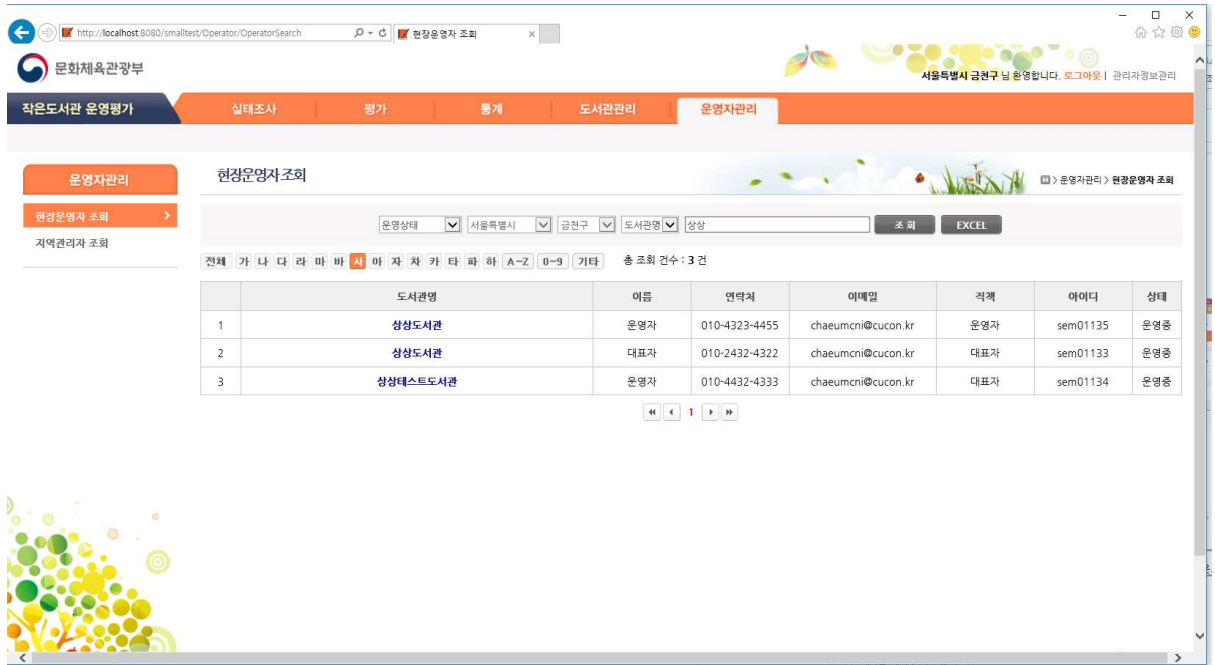 http://localhost:8080/smalltest/Operator/OperatorSearch
현장운영자 조회
문화체육관광부
서울특별시 금천구 님 환영합니다. 로그아웃 | 관리자정보관리
작은도서관 운영평가 실태조사 평가 통계 도서관관리 운영자관리
운영자관리
현장운영자 조회
지역관리자 조회
현장운영자 조회
> 운영자관리 > 현장운영자 조회
운영상태 서울특별시 금천구 도서관명 상상 조 회 EXCEL
전체 가 나 다 라 마 바 사 아 자 차 카 타 파 하 A~Z 0~9 기타 총 조회 건수 : 3 건
도서관명 이름 연락처 이메일 직책 아이디 상태
1 상상도서관 운영자 010-4323-4455 chaeumcni@cucon.kr 운영자 sem01135 운영중
2 상상도서관 대표자 010-2432-4322 chaeumcni@cucon.kr 대표자 sem01133 운영중
3 상상테스트도서관 운영자 010-4432-4333 chaeumcni@cucon.kr 대표자 sem01134 운영중
1